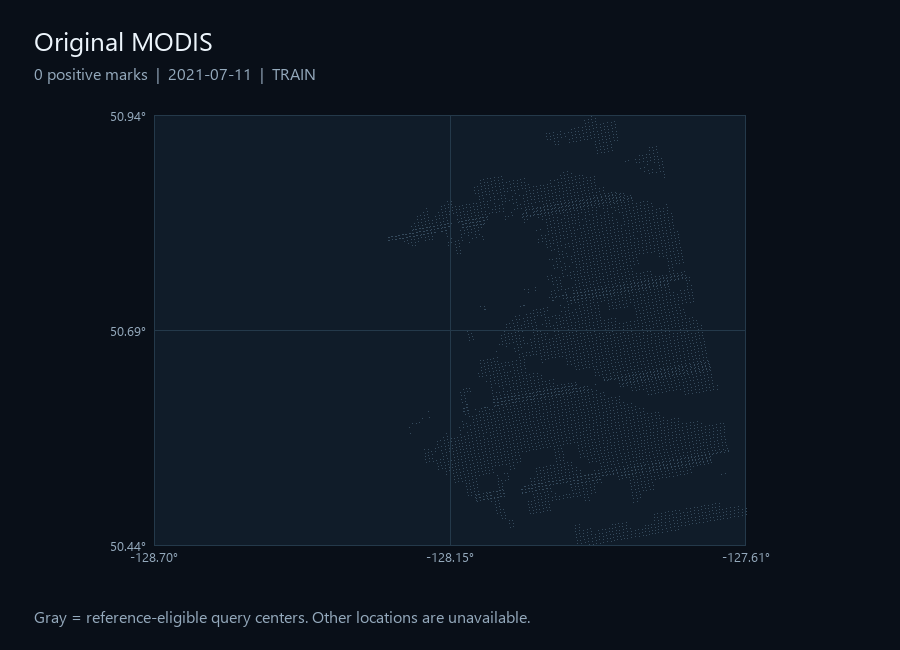 Original MODIS
0 positive marks | 2021-07-11 | TRAIN
50.94°
50.69°
50.44°
-128.70°
-128.15°
-127.61°
Gray = reference-eligible query centers. Other locations are unavailable.